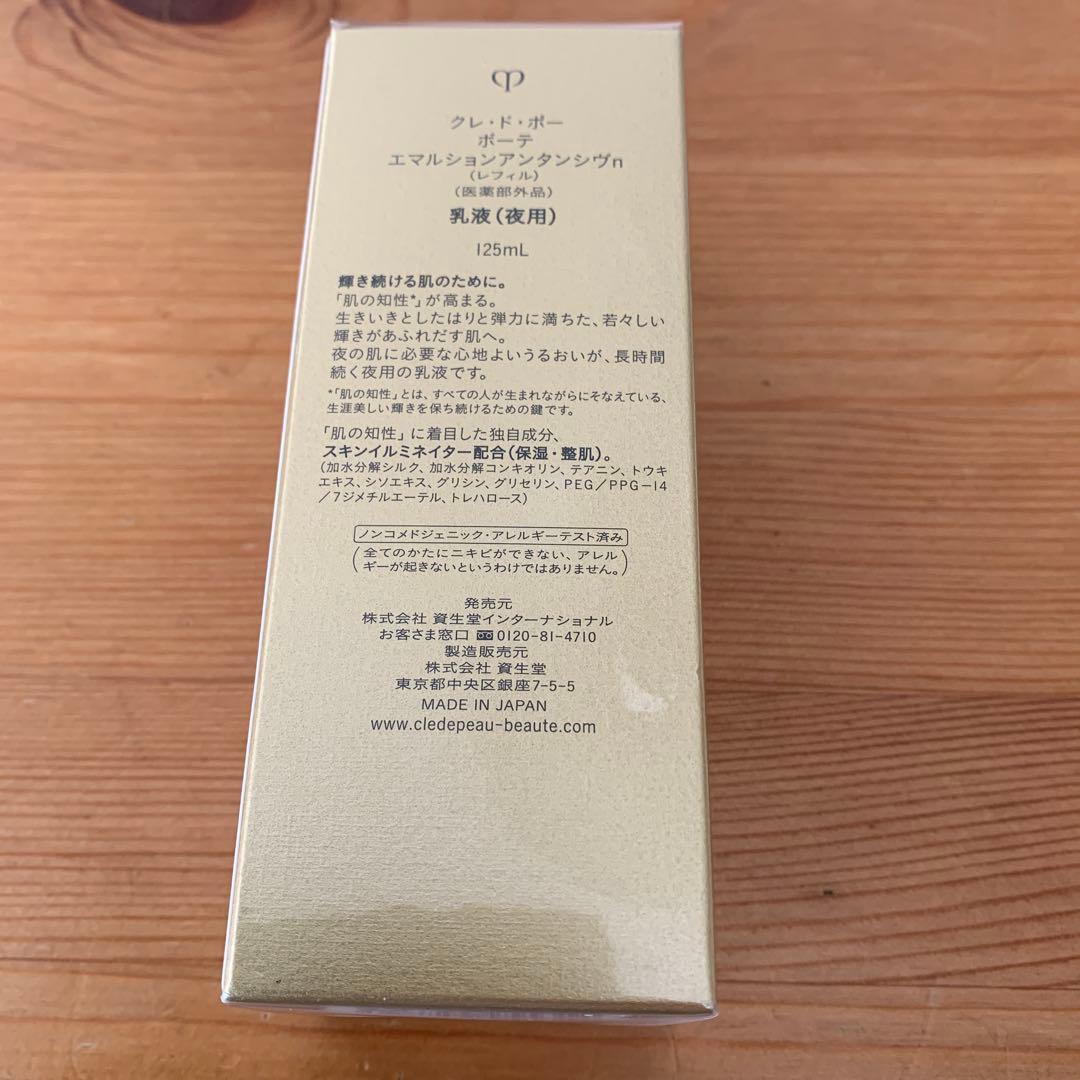 クレ・ド・ポー
ボーテ
エマルションアンタンシヴn
(レフィル)
(医薬部外品)
乳液(夜用)
125mL
輝き続ける肌のために。
「肌の知性*」が高まる。
生きいきとしたはりと弾力に満ちた、若々しい
輝きがあふれだす肌へ。
夜の肌に必要な心地よいうるおいが、長時間
続く夜用の乳液です。
*「肌の知性」とは、すべての人が生まれながらにそなえている、
生涯美しい輝きを保ち続けるための鍵です。
「肌の知性」に着目した独自成分、
スキンイルミネイター配合(保湿・整肌)。
(加水分解シルク、加水分解コンキオリン、テアニン、トウキ
エキス、シソエキス、グリシン、グリセリン、PEG/PPG-14
/7ジメチルエーテル、トレハロース)
ノンコメドジェニック・アレルギーテスト済み
(全てのかたにニキビができない、アレル
ギーが起きないというわけではありません。)
発売元
株式会社 資生堂インターナショナル
お客さま窓口 0120-81-4710
製造販売元
株式会社 資生堂
東京都中央区銀座7-5-5
MADE IN JAPAN
www.cledepeau-beaute.com